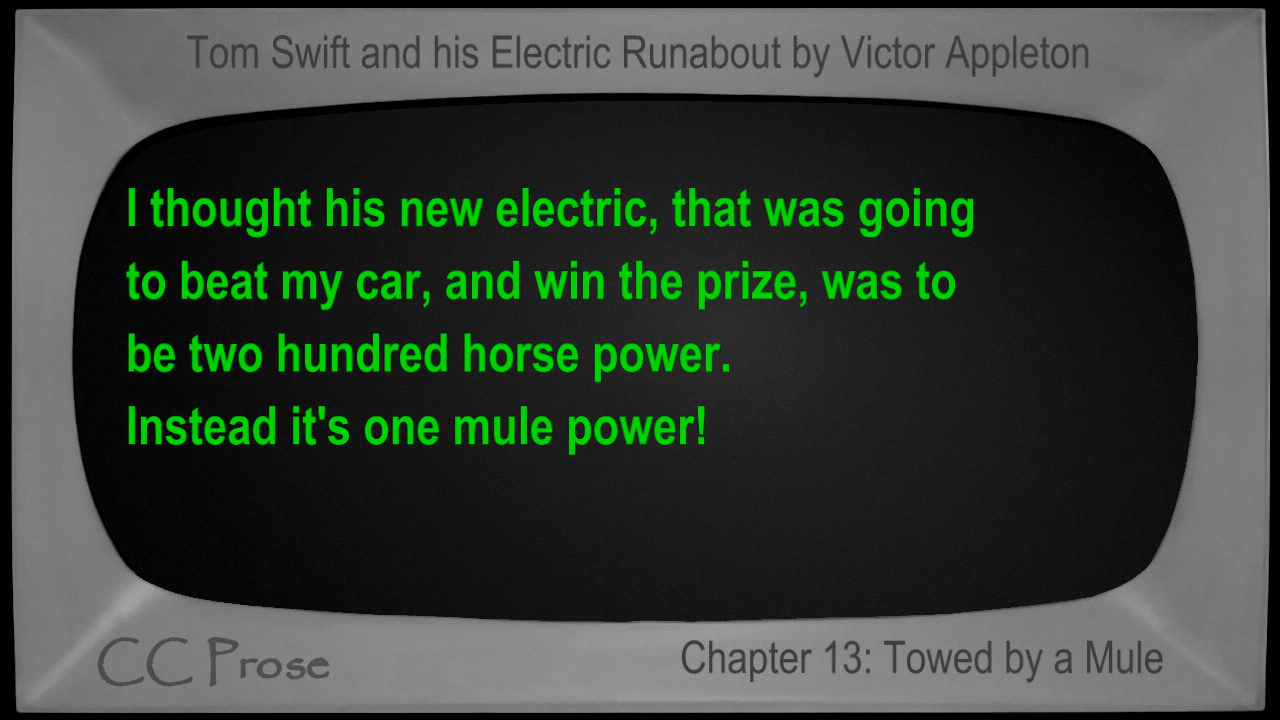 Tom Swift and his Electric Runabout by Victor Appleton
I thought his new electric, that was going
to beat my car, and win the prize, was to
be two hundred horse power.
Instead it's one mule power!
CC Prose
Chapter 13: Towed by a Mule